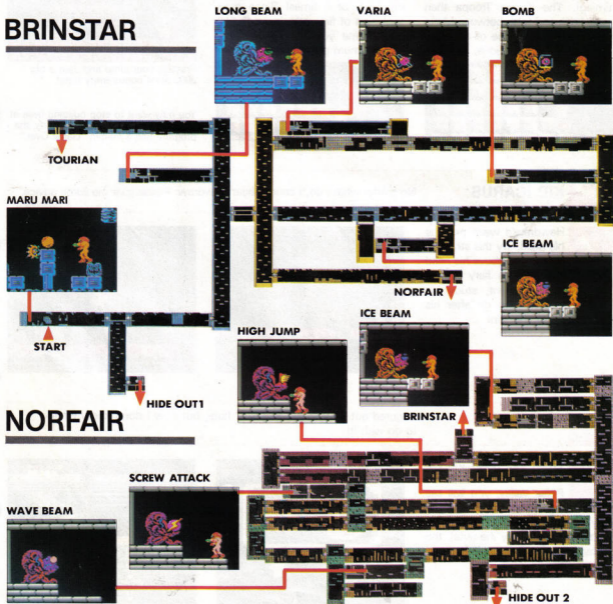 BRINSTAR
LONG BEAM
VARIA
BOMB
TOURIAN
MARU MARI
ICE BEAM
NORFAIR
START
HIGH JUMP
ICE BEAM
HIDE OUT1
BRINSTAR
NORFAIR
SCREW ATTACK
WAVE BEAM
HIDE OUT 2